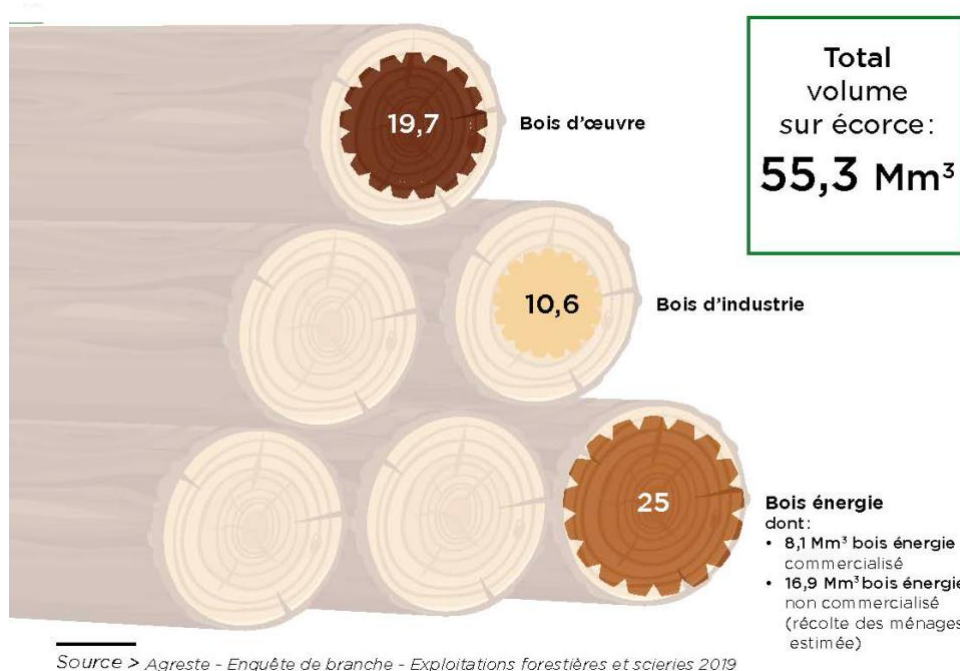 19,7
Bois d'œuvre
Total
volume
sur écorce :
55,3 Mm³
10,6
Bois d'industrie
25
Bois énergie
dont :
• 8,1 Mm³ bois énergie
commercialisé
• 16,9 Mm³ bois énergie
non commercialisé
(récolte des ménages
estimée)
Source > Agreste - Enquête de branche - Exploitations forestières et scieries 2019